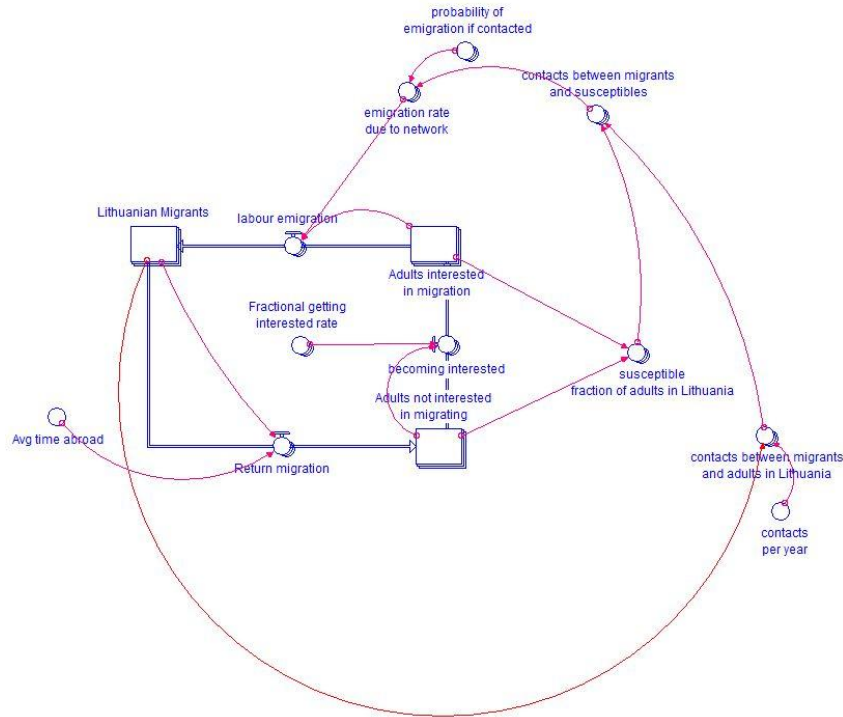 probability of
emigration if contacted
contacts between migrants
and susceptibles
emigration rate
due to network
Lithuanian Migrants
labour emigration
Adults interested
in migration
Fractional getting
interested rate
becoming interested
susceptible
fraction of adults in Lithuania
Adults not interested
in migrating
Avg time abroad
Return migration
contacts between migrants
and adults in Lithuania
contacts
per year